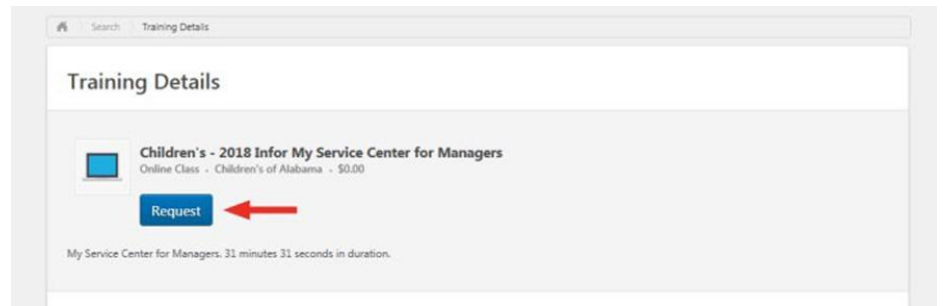 Search Training Details
Training Details
Children's - 2018 Infor My Service Center for Managers
Online Class - Children's of Alabama - $0.00
Request
My Service Center for Managers. 31 minutes 31 seconds in duration.